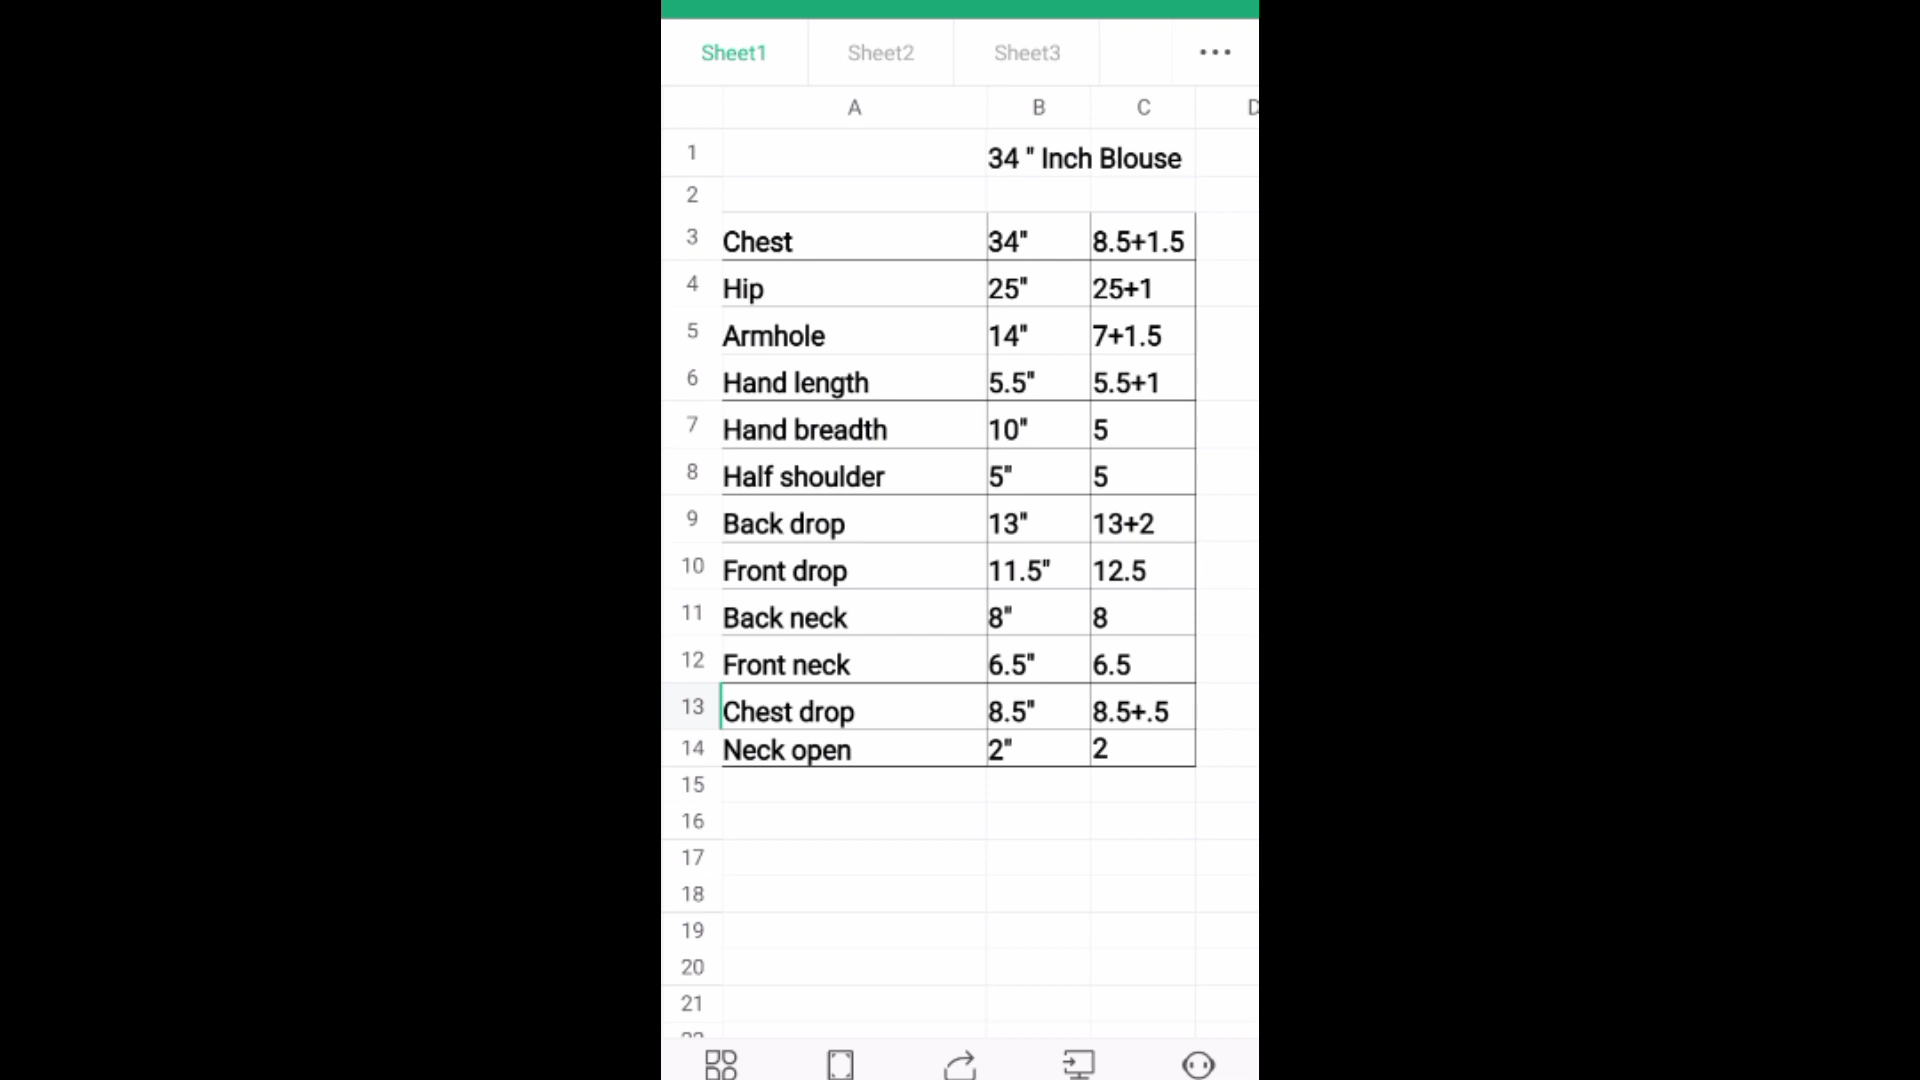 Sheet1 Sheet2 Sheet3
A B C D
1 34 " Inch Blouse
2
3 Chest 34" 8.5+1.5
4 Hip 25" 25+1
5 Armhole 14" 7+1.5
6 Hand length 5.5" 5.5+1
7 Hand breadth 10" 5
8 Half shoulder 5" 5
9 Back drop 13" 13+2
10 Front drop 11.5" 12.5
11 Back neck 8" 8
12 Front neck 6.5" 6.5
13 Chest drop 8.5" 8.5+.5
14 Neck open 2" 2
15
16
17
18
19
20
21